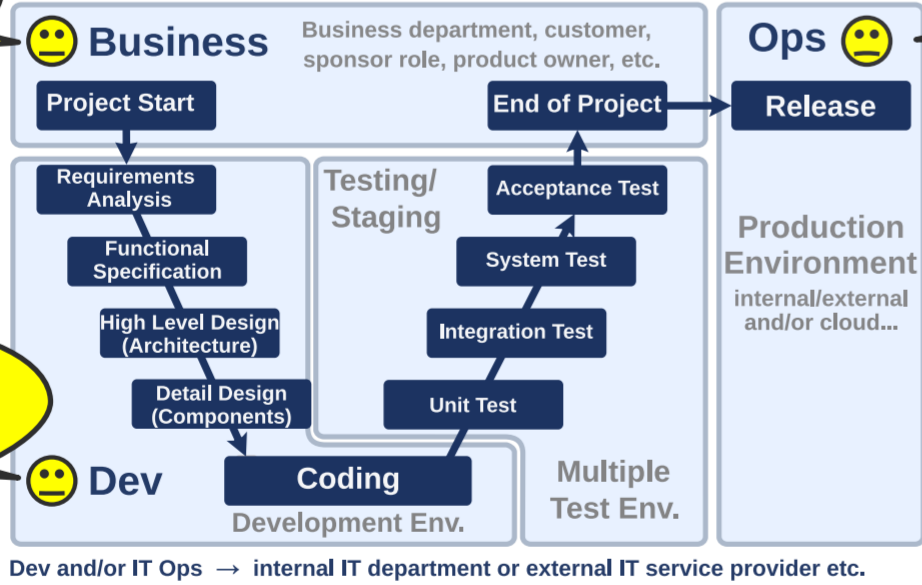 Business
Business department, customer,
sponsor role, product owner, etc.
Ops
Project Start
End of Project
Release
Requirements
Analysis
Testing/
Staging
Acceptance Test
Functional
Specification
System Test
Production
Environment
internal/external
and/or cloud...
High Level Design
(Architecture)
Integration Test
Detail Design
(Components)
Unit Test
Dev
Coding
Development Env.
Multiple
Test Env.
Dev and/or IT Ops → internal IT department or external IT service provider etc.